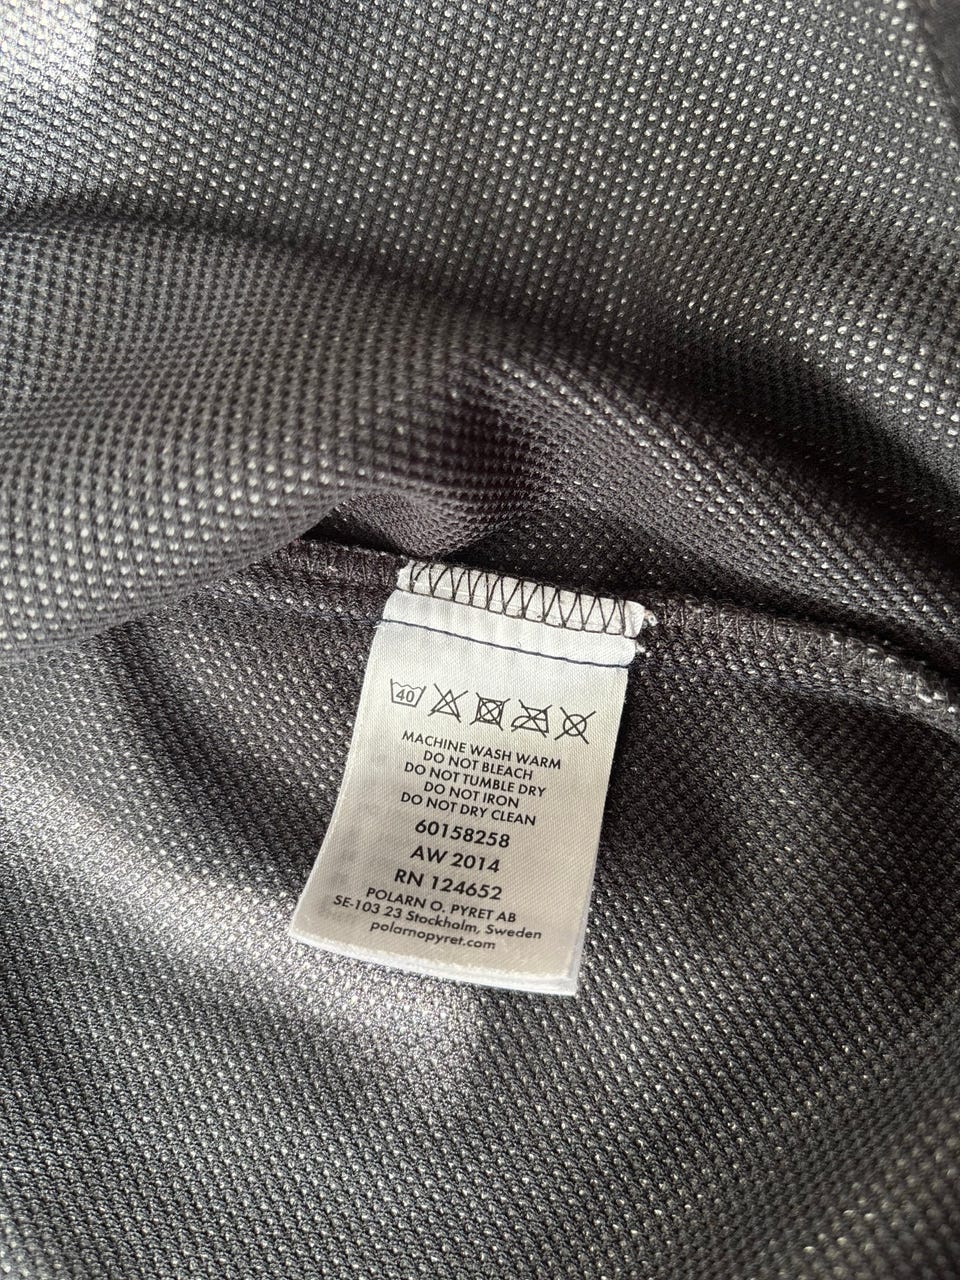 40
MACHINE WASH WARM
DO NOT BLEACH
DO NOT TUMBLE DRY
DO NOT IRON
DO NOT DRY CLEAN
60158258
AW 2014
RN 124652
POLARN O. PYRET AB
SE-103 23 Stockholm, Sweden
polarnopyret.com